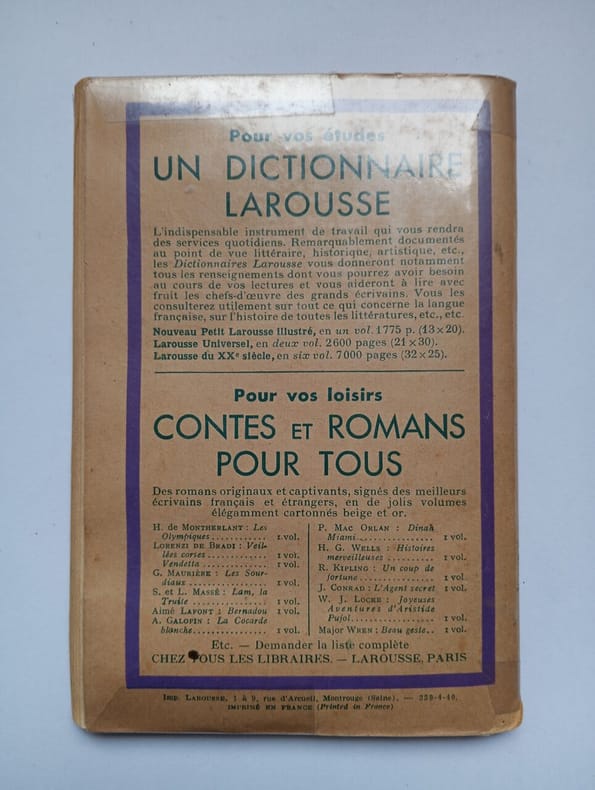 Pour vos études
UN DICTIONNAIRE
LAROUSSE
L'indispensable instrument de travail qui vous rendra
des services quotidiens. Remarquablement documentés
au point de vue littéraire, historique, artistique, etc.,
les Dictionnaires Larousse vous donneront notamment
tous les renseignements dont vous pourrez avoir besoin
au cours de vos lectures et vous aideront à lire avec
fruit les chefs-d'œuvre des grands écrivains. Vous les
consulterez utilement sur tout ce qui concerne la langue
française, sur l'histoire de toutes les littératures, etc., etc.
Nouveau Petit Larousse Illustré, en un vol. 1775 p. (13×20).
Larousse Universel, en deux vol. 2600 pages (21×30).
Larousse du XXe siècle, en six vol. 7000 pages (32×25).
Pour vos loisirs
CONTES ET ROMANS
POUR TOUS
Des romans originaux et captivants, signés des meilleurs
écrivains français et étrangers, en de jolis volumes
élégamment cartonnés beige et or.
H. de MONTHERLANT : Les
Olympiques............... 1 vol.
LORENZI DE BRADI : Veil-
lées corses............... 1 vol.
Vendetta............... 1 vol.
G. MAURIÈRE : Les Sour-
diaux............... 1 vol.
S. et L. MASSÉ : Lam, la
Truite............... 1 vol.
Aimé LAFONT : Bernadou 1 vol.
A. GALOPIN : La Cocarde
blanche............... 1 vol.
P. MAC ORLAN : Dinah
Miami............... 1 vol.
H. G. WELLS : Histoires
merveilleuses............... 1 vol.
R. KIPLING : Un coup de
fortune............... 1 vol.
J. CONRAD : L'Agent secret 1 vol.
W. J. LOCKE : Joyeuses
Aventures d'Aristide
Pujol............... 1 vol.
Major WREN : Beau geste.. 1 vol.
Etc. — Demander la liste complète
CHEZ TOUS LES LIBRAIRES. — LAROUSSE, PARIS
IMP. LAROUSSE, 1 à 9, rue d'Arcueil, Montrouge (Seine). — 339-4-40.
IMPRIMÉ EN FRANCE (Printed in France)